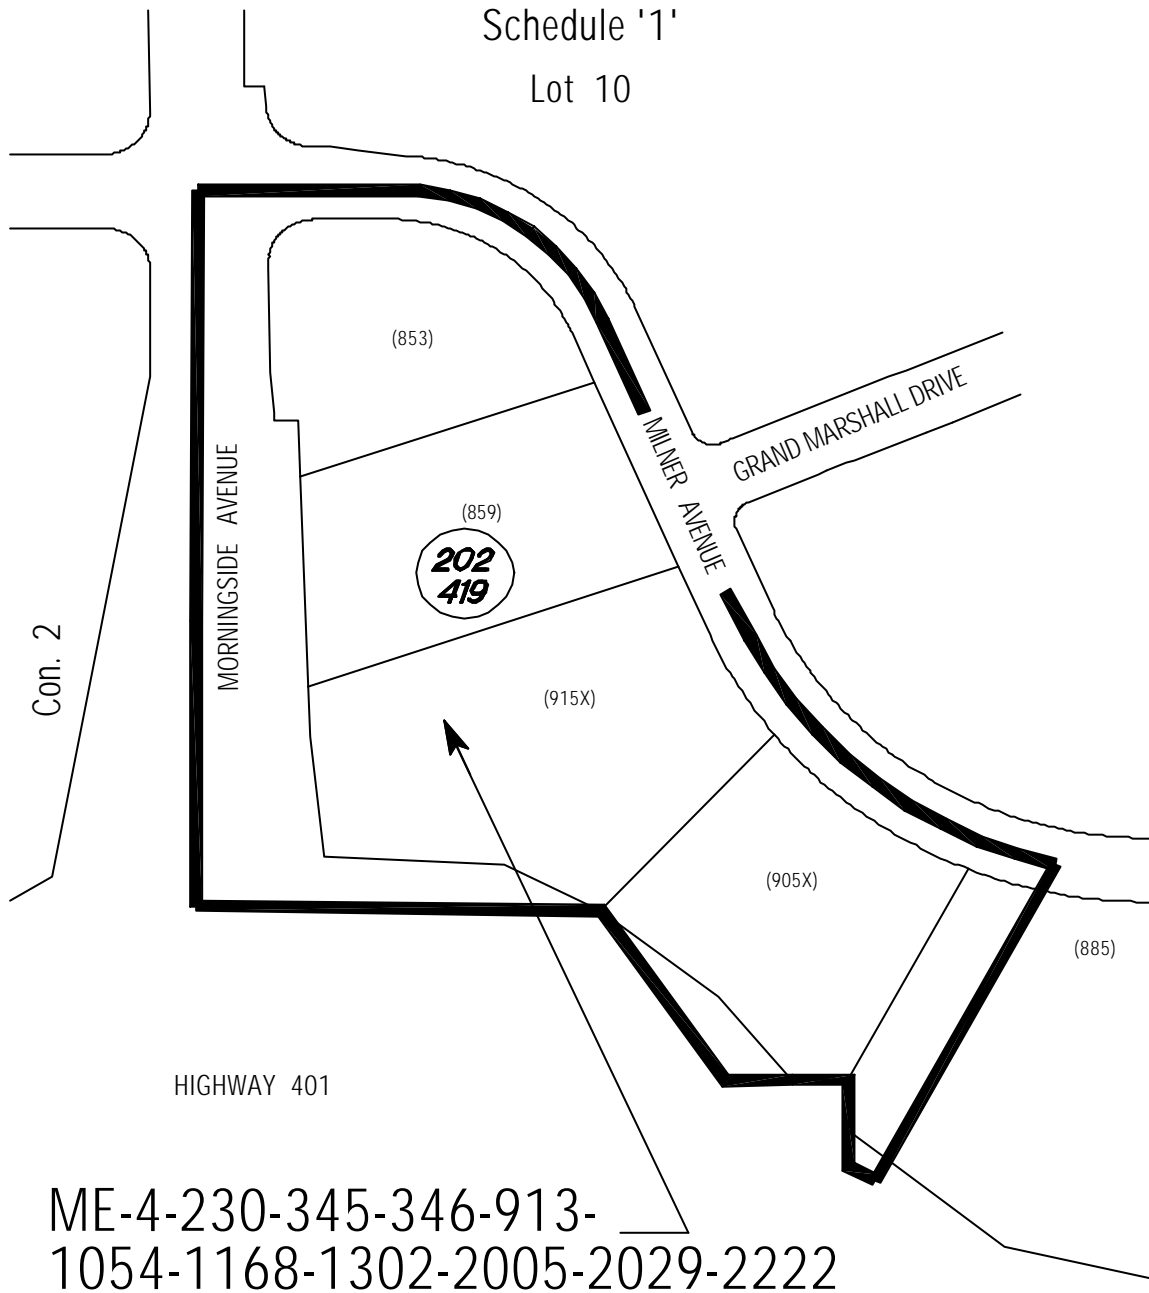 Schedule '1'
Lot 10
(853)
MILNER AVENUE
GRAND MARSHALL DRIVE
MORNINGSIDE AVENUE
(859)
202
419
Con. 2
(915X)
(905X)
(885)
HIGHWAY 401
ME-4-230-345-346-913-
1054-1168-1302-2005-2029-2222